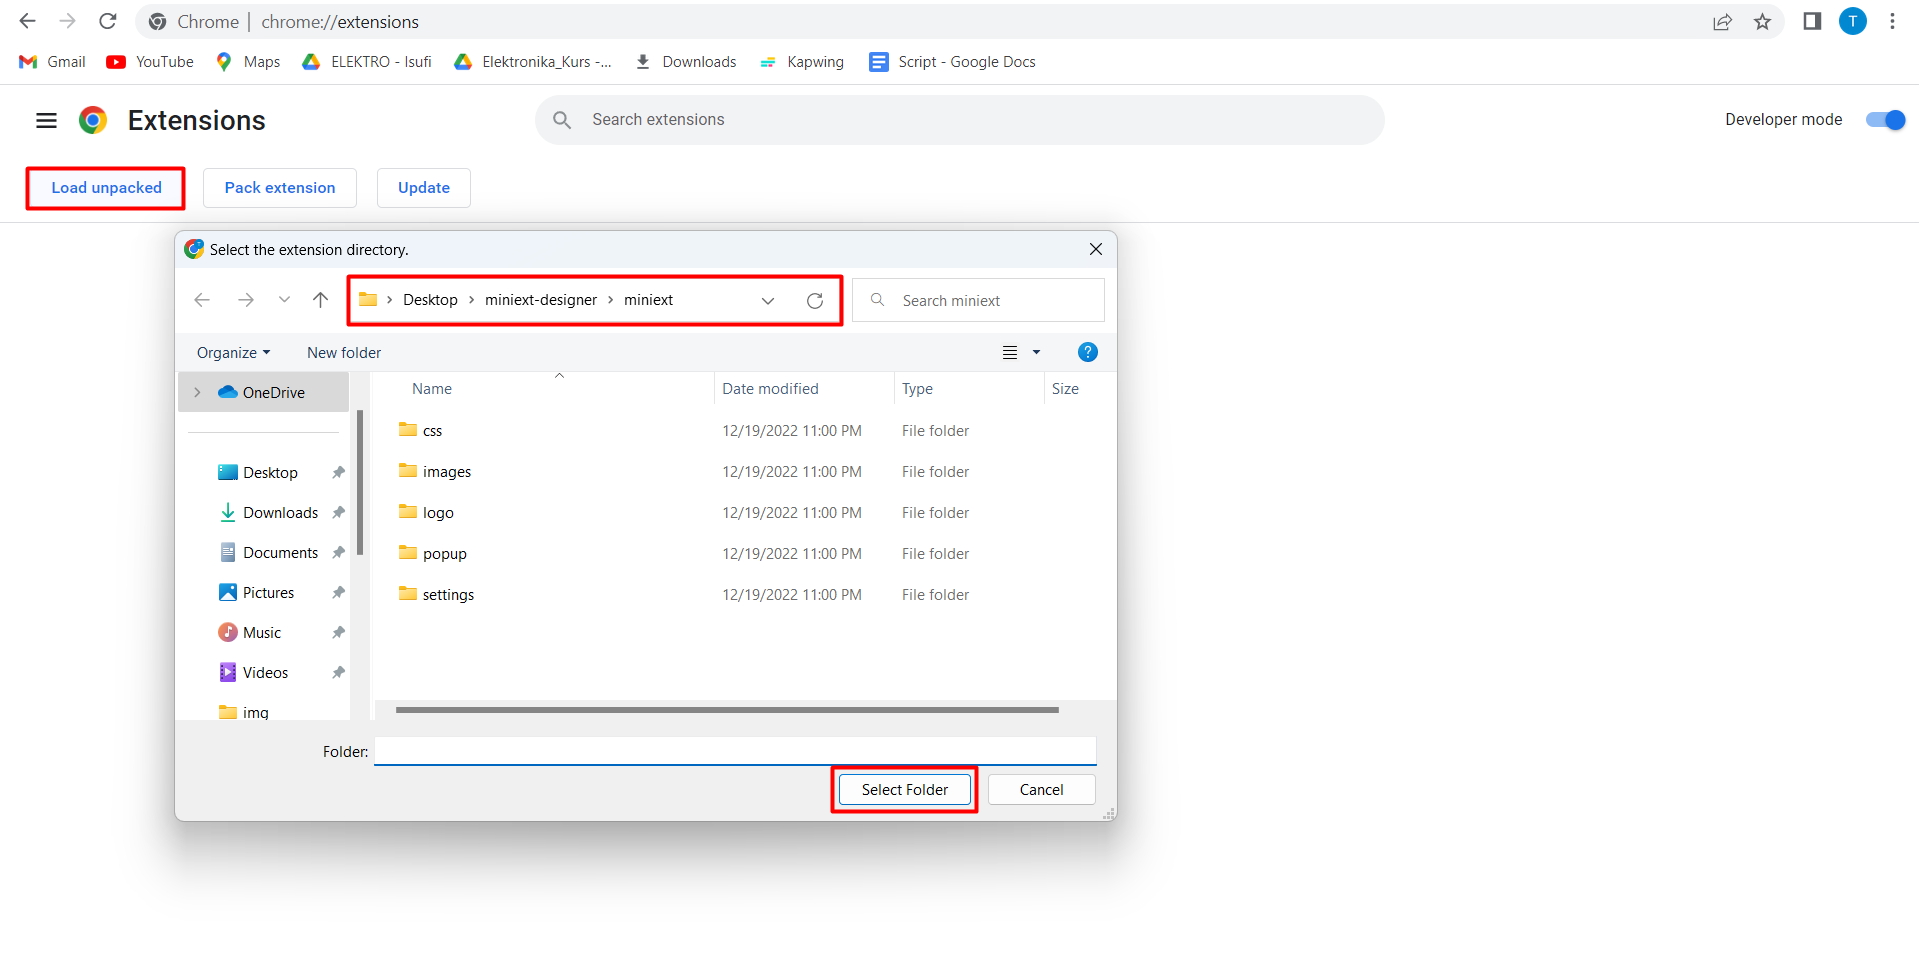 Chrome | chrome://extensions
T
Gmail YouTube Maps ELEKTRO - Isufi Elektronika_Kurs -... Downloads Kapwing Script - Google Docs
Extensions
Search extensions
Developer mode
Load unpacked Pack extension Update
Select the extension directory.
Desktop > miniext-designer > miniext
Search miniext
Organize New folder
?
OneDrive
Desktop
Downloads
Documents
Pictures
Music
Videos
img
Name Date modified Type Size
css 12/19/2022 11:00 PM File folder
images 12/19/2022 11:00 PM File folder
logo 12/19/2022 11:00 PM File folder
popup 12/19/2022 11:00 PM File folder
settings 12/19/2022 11:00 PM File folder
Folder:
Select Folder Cancel